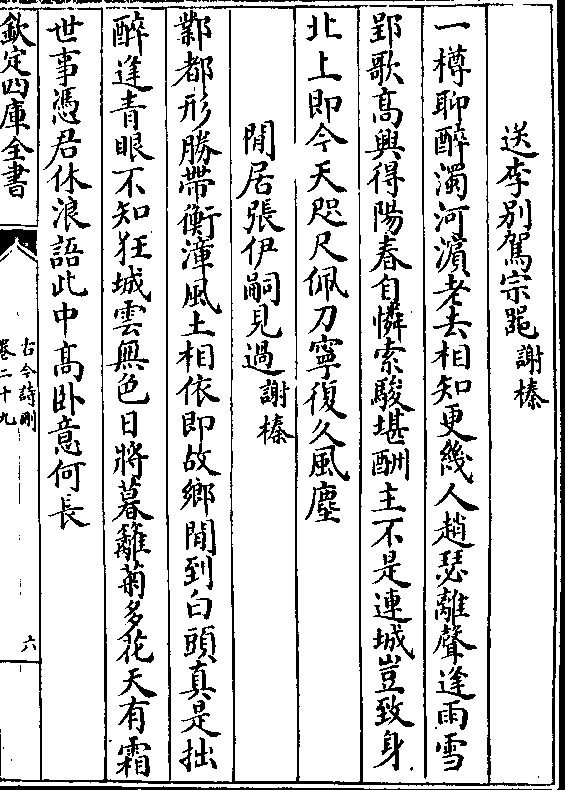 送李别駕宗 謝榛
一樽聊醉濁河濵老去相知更幾人趙瑟離聲逢雨雪
郢歌髙興得陽春自憐索駿堪酬主不是連城豈致身
北上即今天咫尺佩刀寧復久風塵
閒居張伊嗣見過 謝榛
鄴都形勝帶衡漳風土相依即故鄉閒到白頭真是拙
醉逢青眼不知狂城雲無色日將暮籬菊多花天有霜
世事憑君休浪語此中髙卧意何長
欽定四庫全書
古今詩刪
卷二十九
六